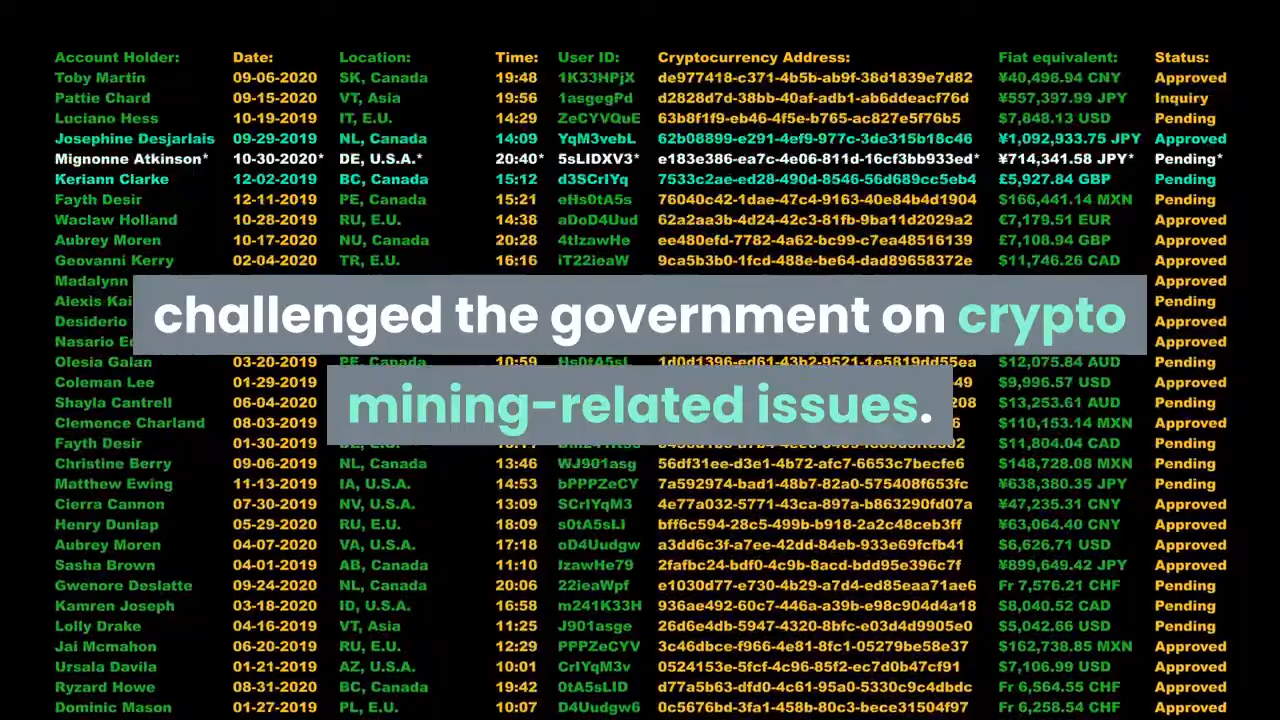 Account Holder: Date: Location: Time: User ID: Cryptocurrency Address: Fiat equivalent: Status:
Toby Martin 09-06-2020 SK, Canada 19:48 1K33HPjX de977418-c371-4b5b-ab9f-38d1839e7d82 ¥40,496.94 CNY Approved
Pattie Chard 09-15-2020 VT, Asia 19:56 1asgegPd d2828d7d-38bb-40af-adb1-ab6ddeacf76d ¥557,397.99 JPY Inquiry
Luciano Hess 10-19-2019 IT, E.U. 14:29 ZeCYVQuE 63b8f1f9-eb46-4f5e-b765-ac827e5f76b5 $7,848.13 USD Pending
Josephine Desjarlais 09-29-2019 NL, Canada 14:09 YqM3vebL 62b08899-e291-4ef9-977c-3de315b18c46 ¥1,092,933.75 JPY Approved
Mignonne Atkinson* 10-30-2020* DE, U.S.A.* 20:40* 5sLIDXV3* e183e386-ea7c-4e06-811d-16cf3bb933ed* ¥714,341.58 JPY* Pending*
Keriann Clarke 12-02-2019 BC, Canada 15:12 d3SCrIYq 7533c2ae-ed28-490d-8546-56d689cc5eb4 £5,927.84 GBP Pending
Fayth Desir 12-11-2019 PE, Canada 15:21 eHs0tA5s 76040c42-1dae-47c4-9163-40e84b4d1904 $166,441.14 MXN Pending
Waclaw Holland 10-28-2019 RU, E.U. 14:38 aDoD4Uud 62a2aa3b-4d24-42c3-81fb-9ba11d2029a2 €7,179.51 EUR Approved
Aubrey Moren 10-17-2020 NU, Canada 20:28 4tIzawHe ee480efd-7782-4a62-bc99-c7ea48516139 £7,108.94 GBP Approved
Geovanni Kerry 02-04-2020 TR, E.U. 16:16 iT22ieaW 9ca5b3b0-1fcd-488e-be64-dad89658372e $11,746.26 CAD Approved
Madalynn Approved
Alexis Pending
challenged the government on crypto
Desiderio Approved
Nasario Approved
Olesia Galan 03-20-2019 PE, Canada 10:59 1d0d1396-ed61-43b2-9521-1e5819dd55ea $12,075.84 AUD Pending
Coleman Lee 01-29-2019 49 $9,996.57 USD Approved
Shayla Cantrell 06-04- 208 $13,253.61 AUD Pending
mining-related issues.
Clemence Charland 08-03- $110,153.14 MXN Approved
Fayth Desir 01-30-2019 $11,804.04 CAD Pending
Christine Berry 09-06-2019 NL, Canada 13:46 WJ901asg 56df31ee-d3e1-4b72-afc7-6653c7becfe6 $148,728.08 MXN Pending
Matthew Ewing 11-13-2019 IA, U.S.A. 14:53 bPPPZeCY 7a592974-bad1-48b7-82a0-575408f653fc ¥638,380.35 JPY Pending
Cierra Cannon 07-30-2019 NV, U.S.A. 13:09 SCrIYqM3 4e77a032-5771-43ca-897a-b863290fd07a ¥47,235.31 CNY Approved
Henry Dunlap 05-29-2020 RU, E.U. 18:09 s0tA5sLI bff6c594-28c5-499b-b918-2a2c48ceb3ff ¥63,064.40 CNY Approved
Aubrey Moren 04-07-2020 VA, U.S.A. 17:18 oD4Uudgw a3dd6c3f-a7ee-42dd-84eb-933e69fcfb41 $6,626.71 USD Approved
Sasha Brown 04-01-2019 AB, Canada 11:10 IzawHe79 2fafbc24-bdf0-4c9b-8acd-bdd95e396c7f ¥899,649.42 JPY Approved
Gwenore Deslatte 09-24-2020 NL, Canada 20:06 22ieaWpf e1030d77-e730-4b29-a7d4-ed85eaa71ae6 Fr 7,576.21 CHF Pending
Kamren Joseph 03-18-2020 ID, U.S.A. 16:58 m241K33H 936ae492-60c7-446a-a39b-e98c904d4a18 $8,040.52 CAD Pending
Lolly Drake 04-16-2019 VT, Asia 11:25 J901asge 26d6e4db-5947-4320-8bfc-e03d4d9905e0 $5,042.66 USD Pending
Jai Mcmahon 06-20-2019 RU, E.U. 12:29 PPPZeCYV 3c46dbce-f966-4e81-8fc1-05279be58e37 $162,738.85 MXN Approved
Ursala Davila 01-21-2019 AZ, U.S.A. 10:01 CrIYqM3v 0524153e-5fcf-4c96-85f2-ec7d0b47cf91 $7,106.99 USD Approved
Ryzard Howe 08-31-2020 BC, Canada 19:42 0tA5sLID d77a5b63-dfd0-4c61-95a0-5330c9c4dbdc Fr 6,564.55 CHF Approved
Dominic Mason 01-27-2019 PL, E.U. 10:07 D4Uudgw6 0c5676bd-3fa1-458b-80c3-bece31504f97 Fr 6,258.54 CHF Approved